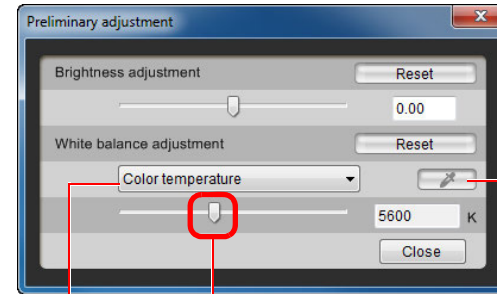 Preliminary adjustment
Brightness adjustment Reset
0.00
White balance adjustment Reset
Color temperature
5600 K
Close